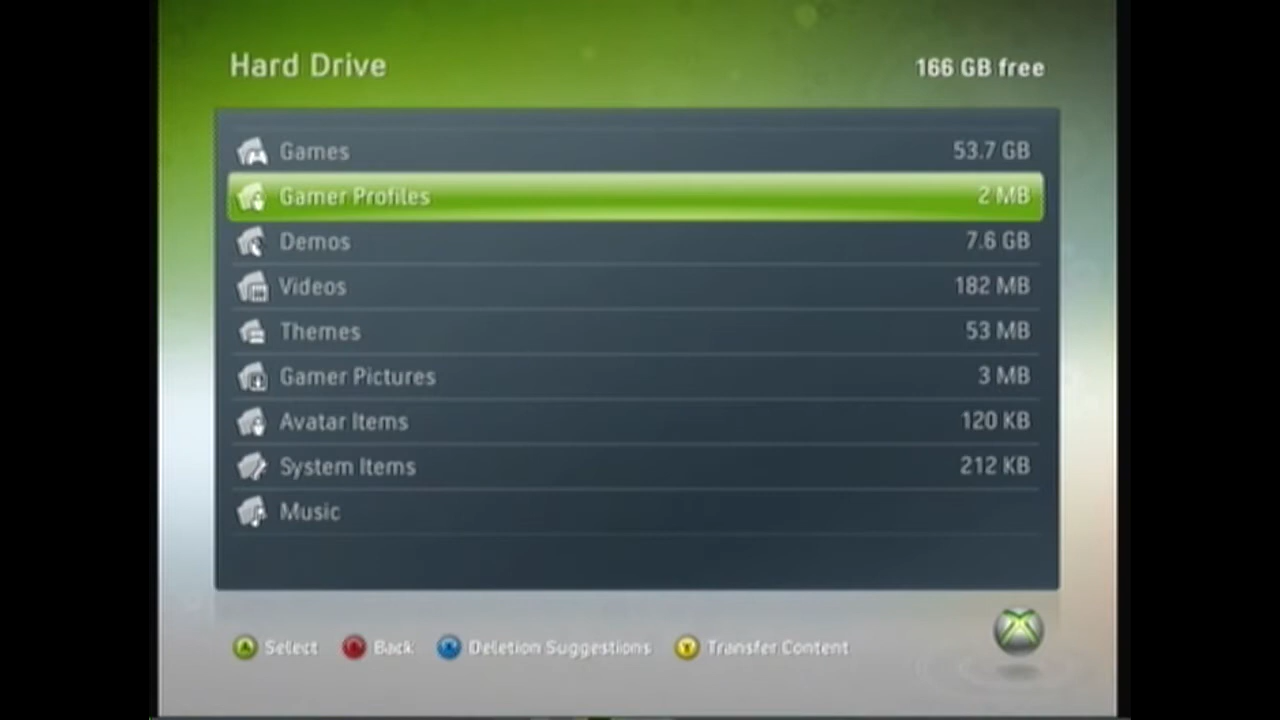 Hard Drive 166 GB free
Games 53.7 GB
Gamer Profiles 2 MB
Demos 7.6 GB
Videos 182 MB
Themes 53 MB
Gamer Pictures 3 MB
Avatar Items 120 KB
System Items 212 KB
Music
A Select B Back X Deletion Suggestions Y Transfer Content